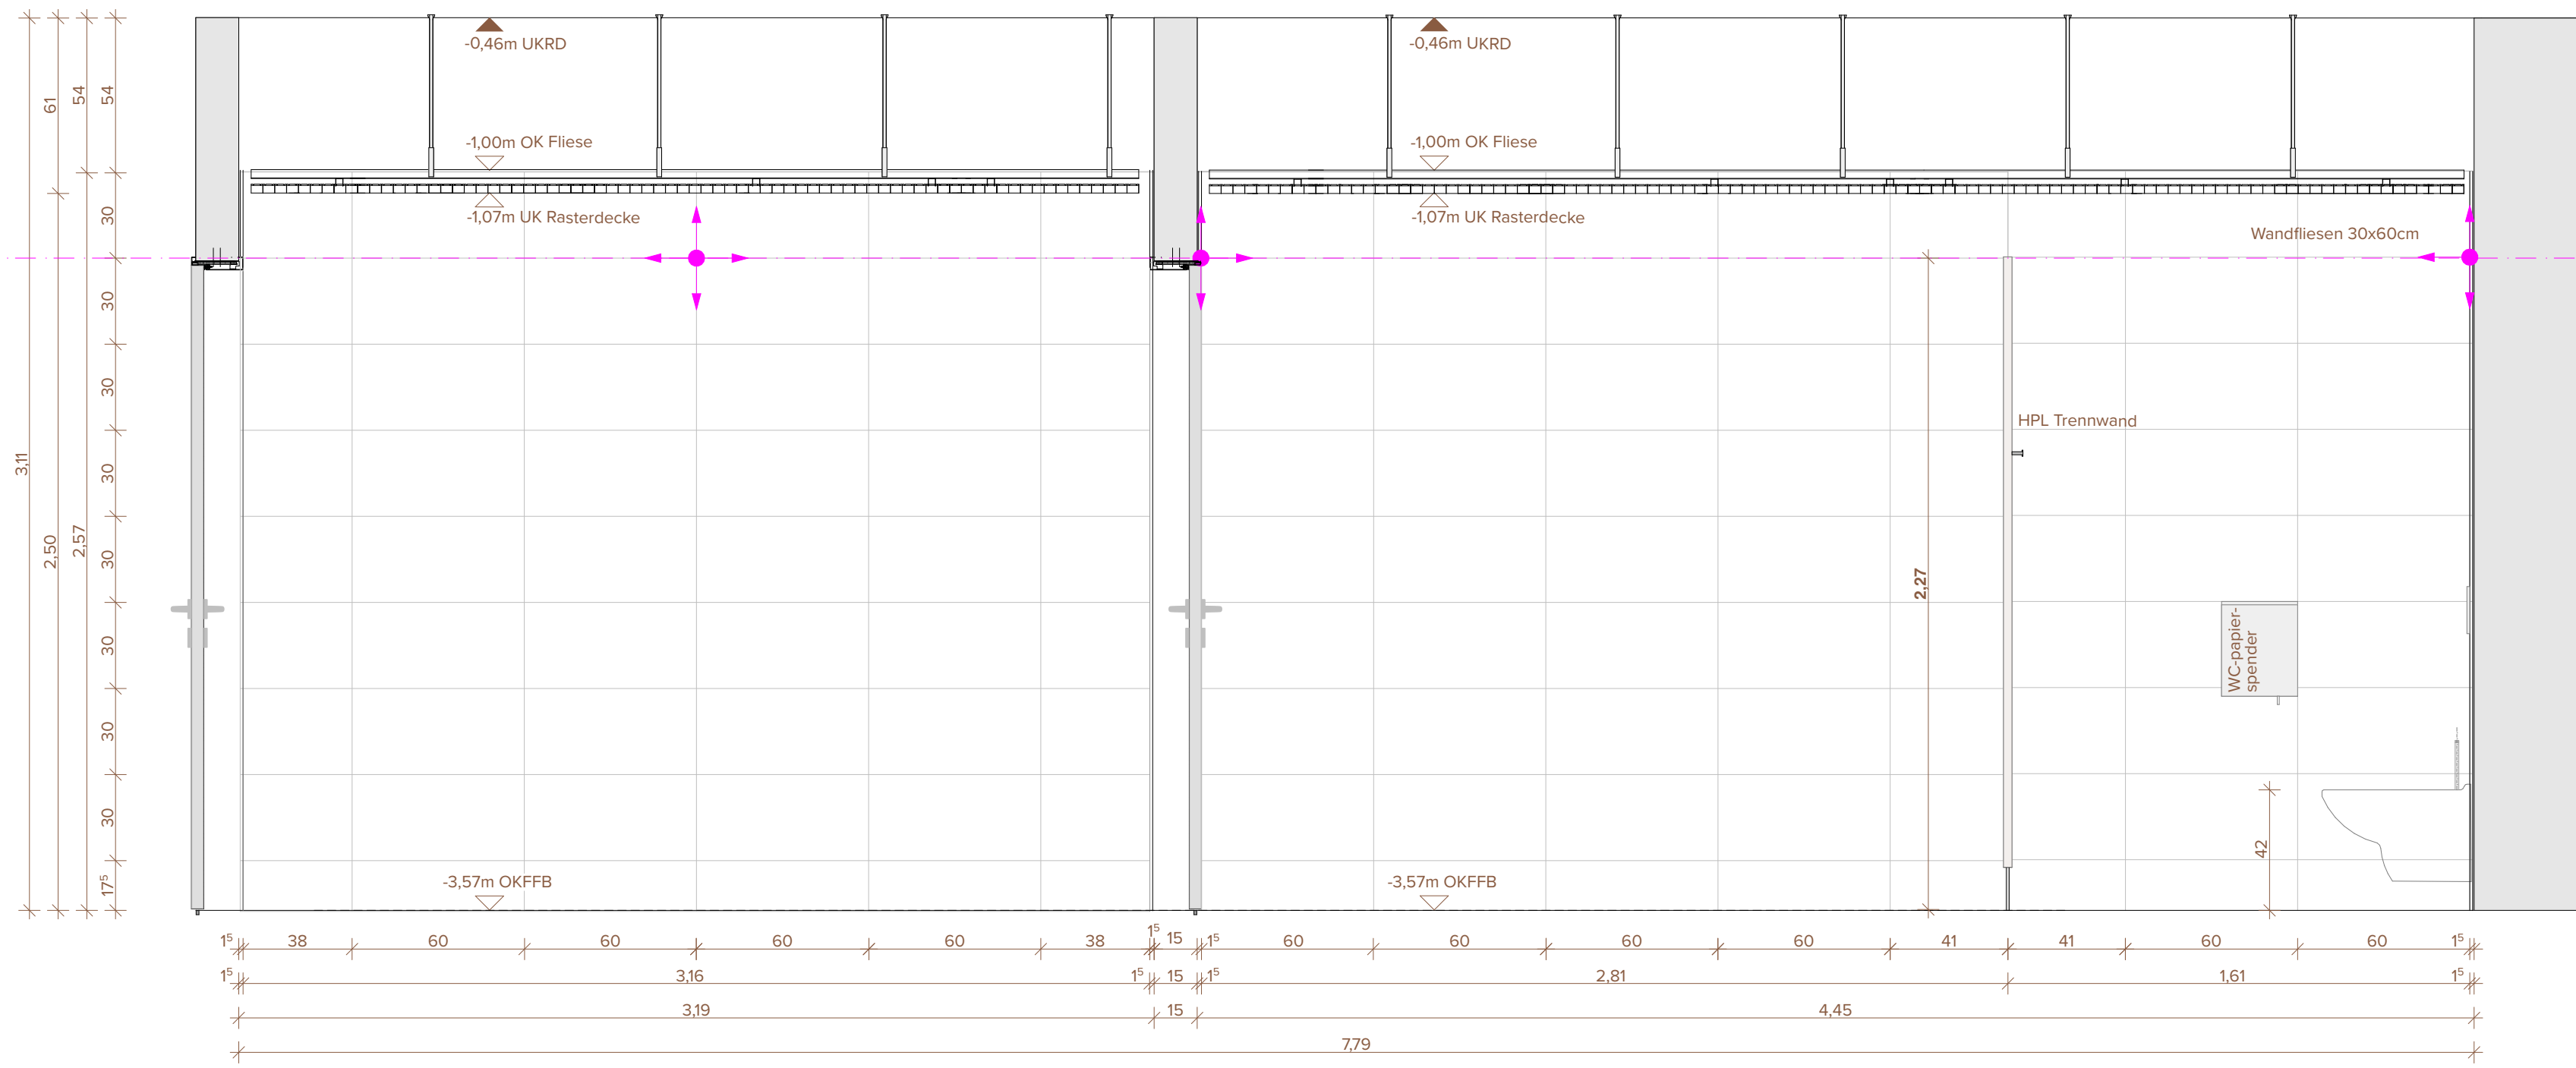 -0,46m UKRD
-0,46m UKRD
-1,00m OK Fliese
-1,00m OK Fliese
-1,07m UK Rasterdecke
-1,07m UK Rasterdecke
Wandfliesen 30x60cm
HPL Trennwand
WC-papier-
spender
-3,57m OKFFB
-3,57m OKFFB
3,11
61
2,50
54
2,57
54
30
30
30
30
30
30
30
30
17⁵
2,27
42
1⁵ 38 60 60 60 60 38 1⁵ 15 1⁵ 60 60 60 60 41 41 60 60 1⁵
1⁵ 3,16 1⁵ 15 1⁵ 2,81 1,61 1⁵
3,19 15 4,45
7,79